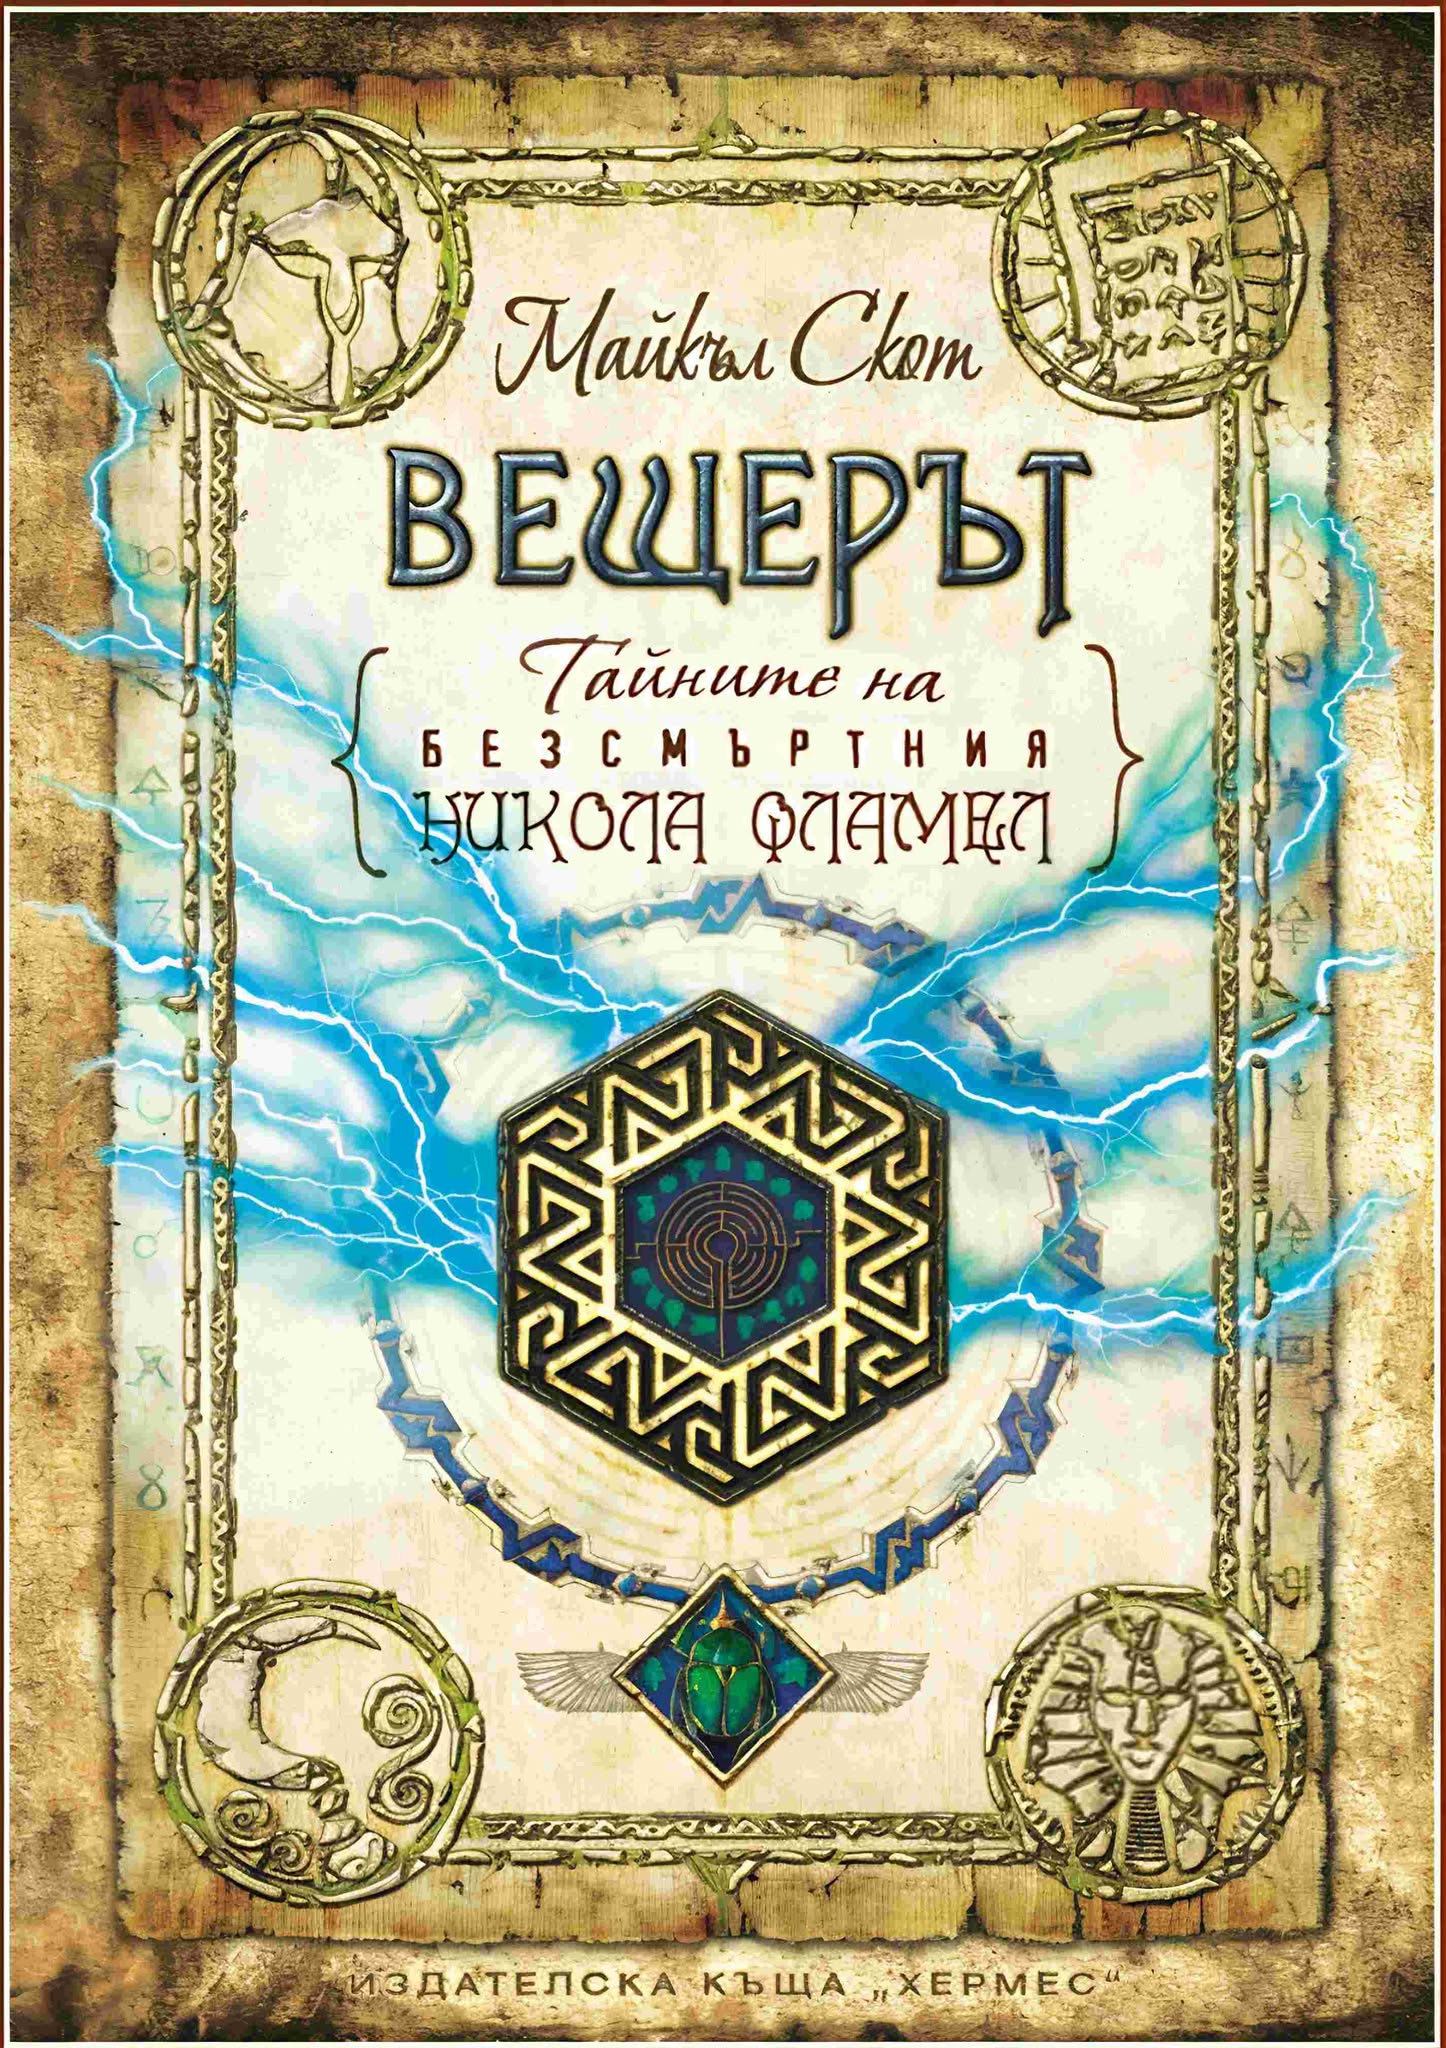 Майкъл Скот
ВЕЩЕРЪТ
Тайните на
БЕЗСМЪРТНИЯ
НИКОЛА ФЛАМЕЛ
ИЗДАТЕЛСКА КЪЩА „ХЕРМЕС“